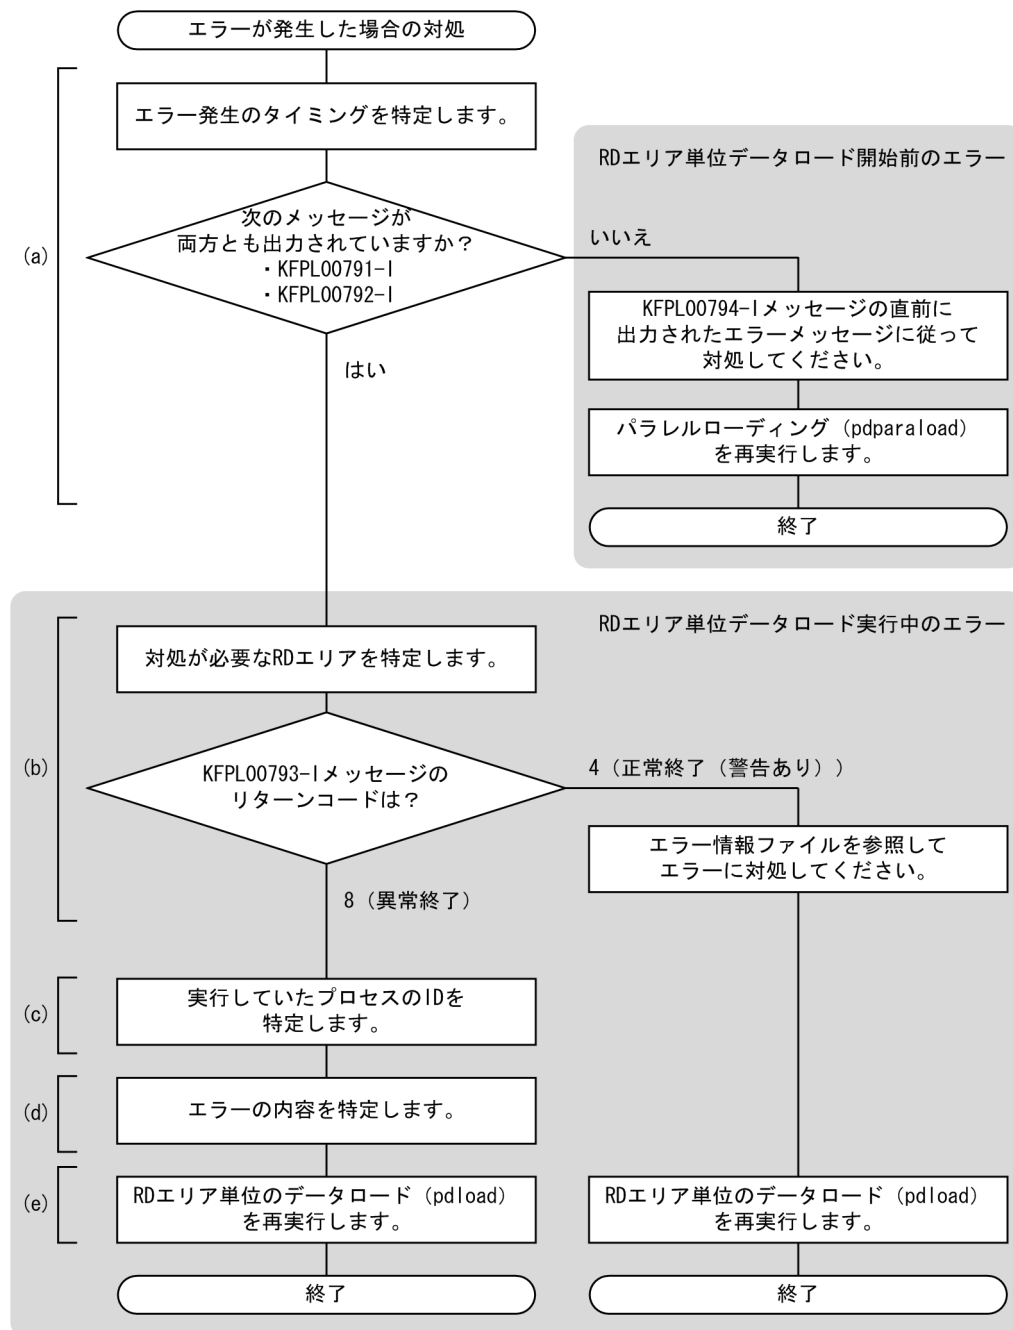 エラーが発生した場合の対処
(a)
エラー発生のタイミングを特定します。
次のメッセージが
両方とも出力されていますか？
・KFPL00791-I
・KFPL00792-I
はい
いいえ
RDエリア単位データロード開始前のエラー
KFPL00794-Iメッセージの直前に
出力されたエラーメッセージに従って
対処してください。
パラレルローディング（pdparaload）
を再実行します。
終了
RDエリア単位データロード実行中のエラー
(b)
対処が必要なRDエリアを特定します。
KFPL00793-Iメッセージの
リターンコードは？
4（正常終了（警告あり））
エラー情報ファイルを参照して
エラーに対処してください。
8（異常終了）
(c)
実行していたプロセスのIDを
特定します。
(d)
エラーの内容を特定します。
(e)
RDエリア単位のデータロード（pdload）
を再実行します。
終了
RDエリア単位のデータロード（pdload）
を再実行します。
終了